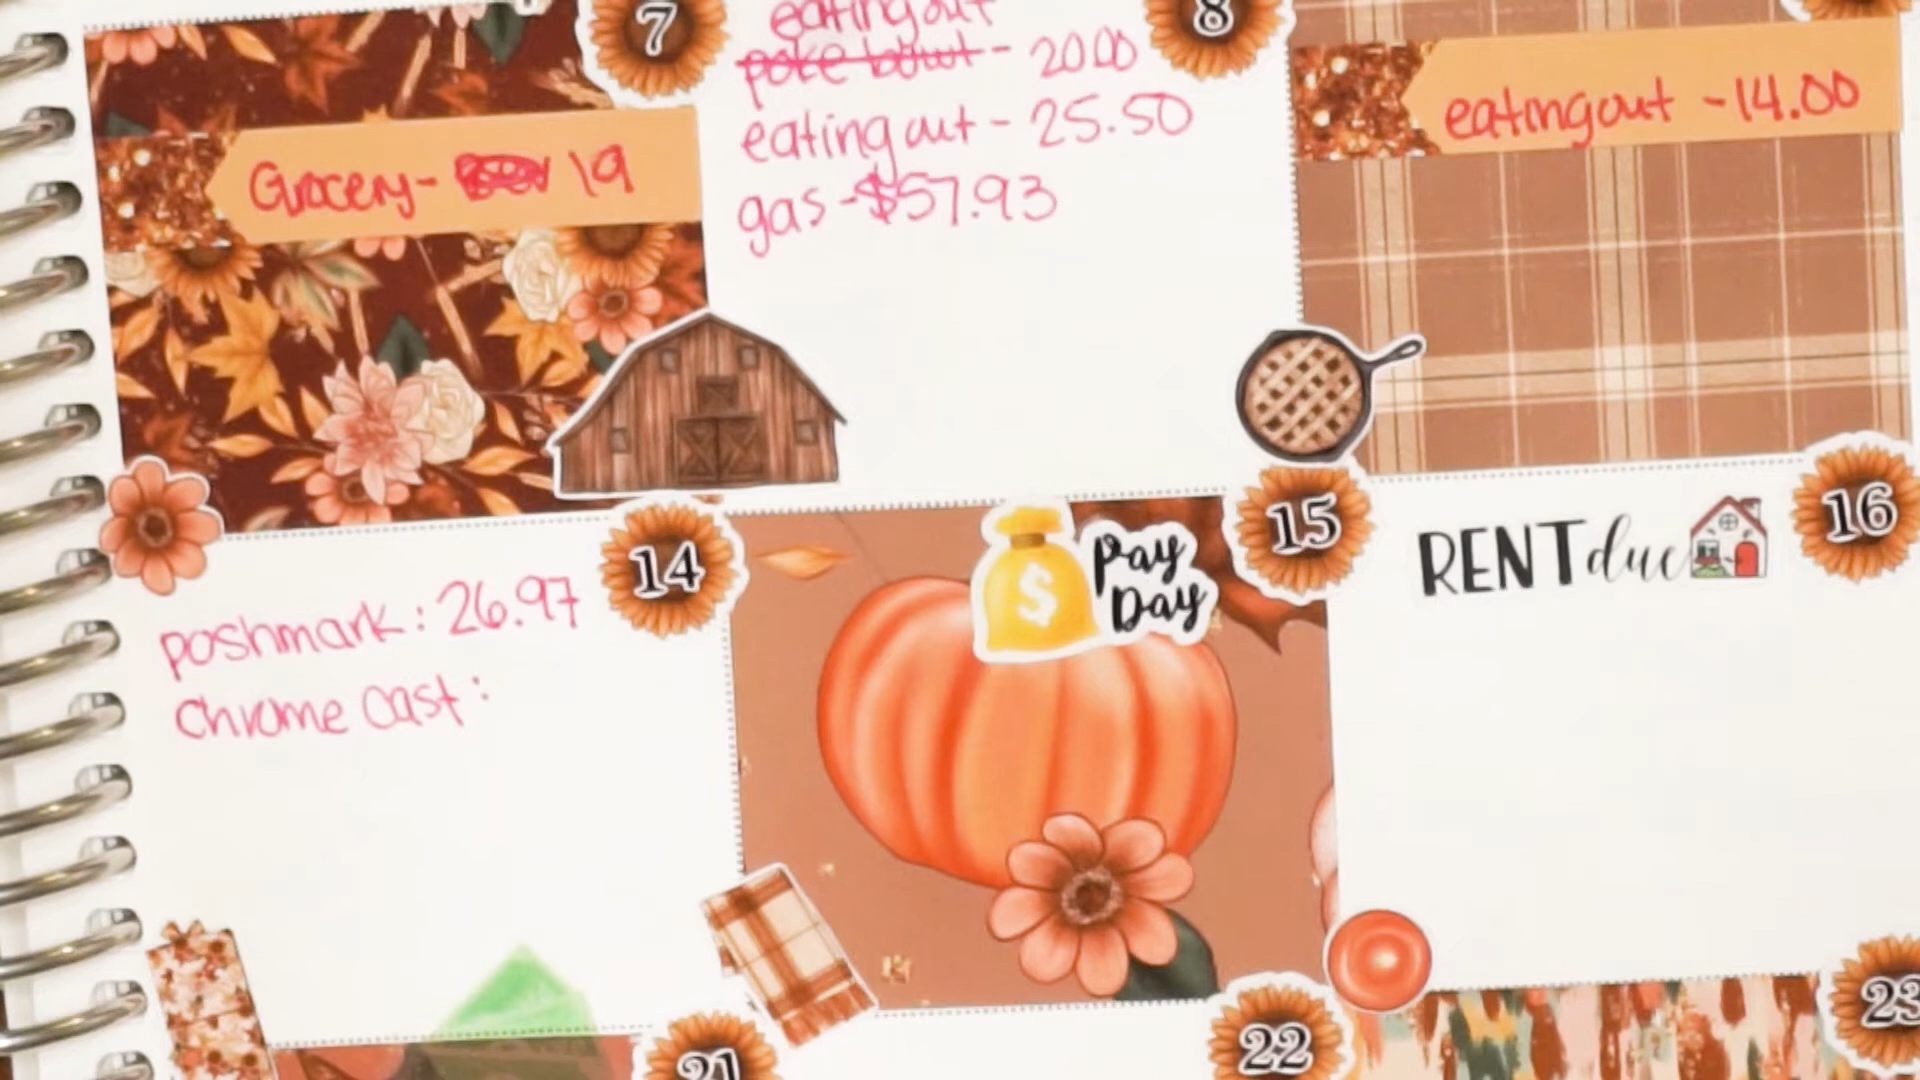 7
eating out
poke bowl - 20.00
eating out - 25.50
gas - $57.93
8
Grocery - 19
eating out - 14.00
14
poshmark : 26.97
Chrome Cast :
$
Pay
Day
15
RENT due
16
21
22
23